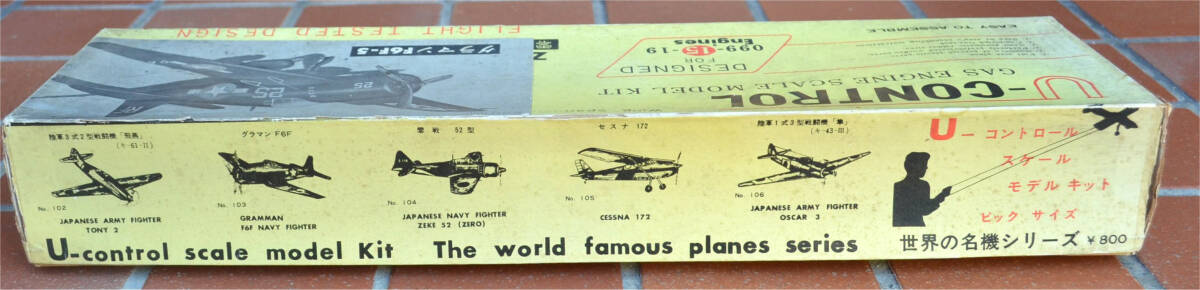 EASY TO ASSEMBLE
U-CONTROL
GAS ENGINE SCALE MODEL KIT
DESIGNED
FOR
099-15-19
Engines
FLIGHT TESTED DESIGN
グラマンF6F-5
25
陸軍3式2型戦闘機「飛燕」
(キ-61-II)
No. 102
JAPANESE ARMY FIGHTER
TONY 2
グラマン F6F
No. 103
GRAMMAN
F6F NAVY FIGHTER
零戦 52型
No. 104
JAPANESE NAVY FIGHTER
ZEKE 52 (ZERO)
セスナ 172
No. 105
CESSNA 172
陸軍1式3型戦闘機「隼」
(キ-43-III)
No. 106
JAPANESE ARMY FIGHTER
OSCAR 3
U-control scale model Kit The world famous planes series
U-コントロール
スケール
モデル キット
ビック サイズ
世界の名機シリーズ ¥800